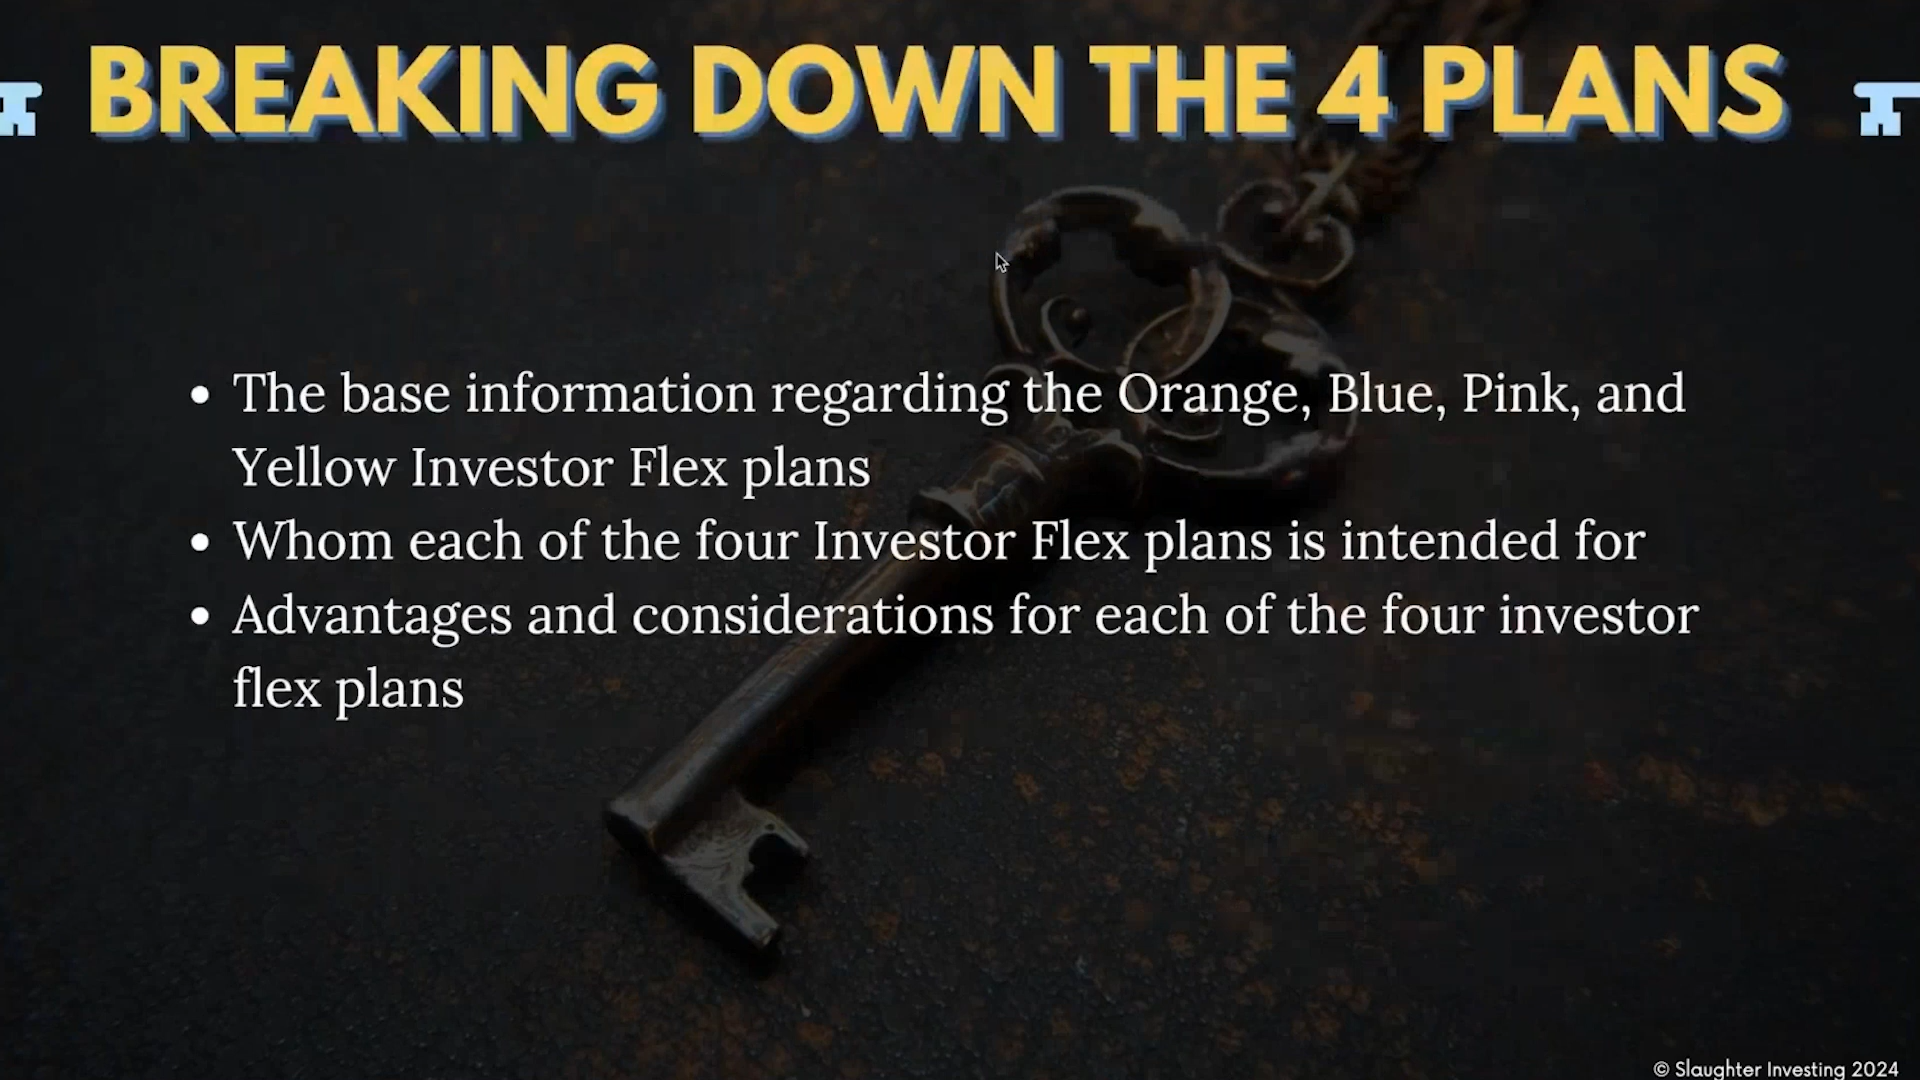 BREAKING DOWN THE 4 PLANS
• The base information regarding the Orange, Blue, Pink, and
Yellow Investor Flex plans
• Whom each of the four Investor Flex plans is intended for
• Advantages and considerations for each of the four investor
flex plans
© Slaughter Investing 2024